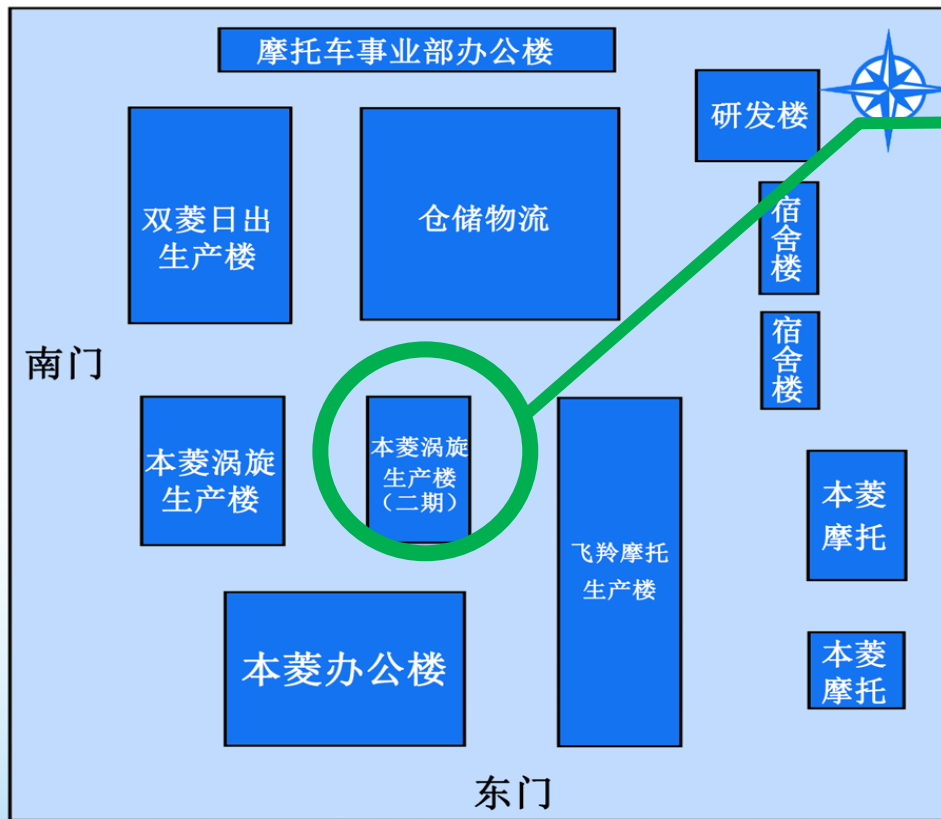 摩托车事业部办公楼
研发楼
双菱日出
生产楼
仓储物流
宿
舍
楼
宿
舍
楼
南门
本菱涡旋
生产楼
本菱涡旋
生产楼
（二期）
飞羚摩托
生产楼
本菱
摩托
本菱办公楼
本菱
摩托
东门